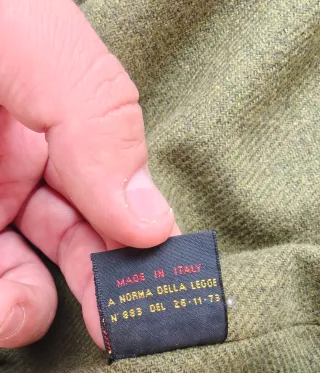 MADE IN ITALY
A NORMA DELLA LEGGE
N° 883 DEL 26-11-73